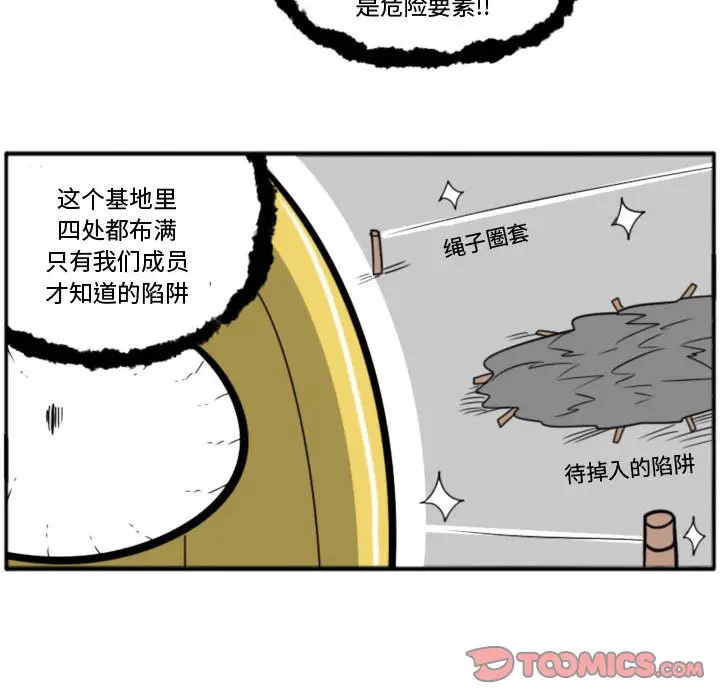 是危险要素!!
这个基地里
四处都布满
只有我们成员
才知道的陷阱
绳子圈套
待掉入的陷阱
TOOMICS.COM